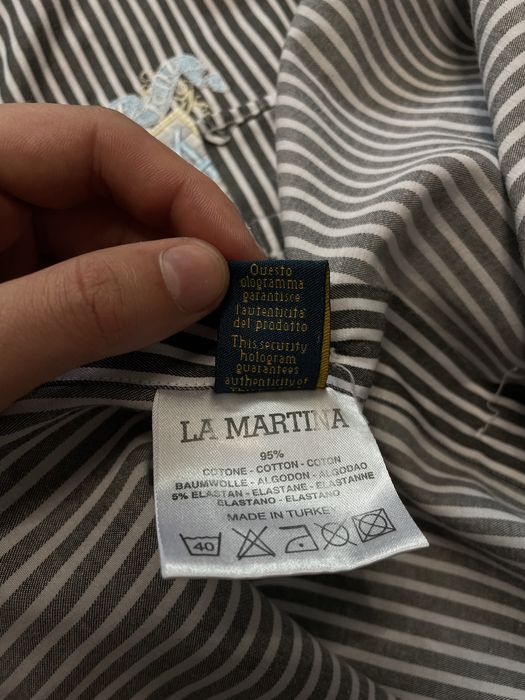 Questo
ologramma
garantisce
l'autenticità
del prodotto
This security
hologram
guarantees
authenticity of
LA MARTINA
95%
COTONE - COTTON - COTON
BAUMWOLLE - ALGODON - ALGODAO
5% ELASTAN - ELASTANE - ELASTANNE
ELASTANO - ELASTANO
MADE IN TURKEY
40